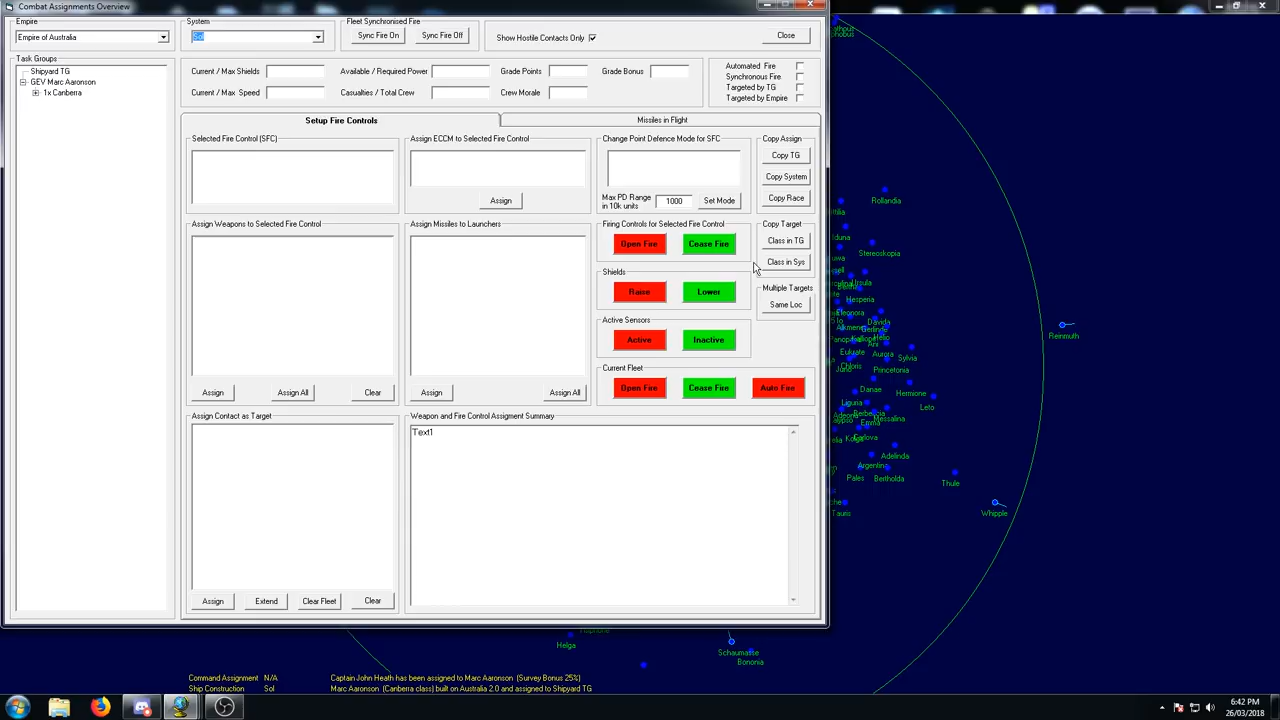 Combat Assignments Overview
Empire
System
Fleet Synchronised Fire
Empire of Australia
Sol
Sync Fire On
Sync Fire Off
Show Hostile Contacts Only
Close
Task Groups
Shipyard TG
GEV Marc Aaronson
1x Canberra
Current / Max Shields
Available / Required Power
Grade Points
Grade Bonus
Current / Max Speed
Casualties / Total Crew
Crew Morale
Automated Fire
Synchronous Fire
Targeted by TG
Targeted by Empire
Setup Fire Controls
Missiles in Flight
Selected Fire Control (SFC)
Assign ECCM to Selected Fire Control
Assign
Change Point Defence Mode for SFC
Max PD Range
in 10k units
1000
Set Mode
Copy Assign
Copy TG
Copy System
Copy Race
Assign Weapons to Selected Fire Control
Assign
Assign All
Clear
Assign Missiles to Launchers
Assign
Assign All
Firing Controls for Selected Fire Control
Open Fire
Cease Fire
Shields
Raise
Lower
Active Sensors
Active
Inactive
Current Fleet
Open Fire
Cease Fire
Auto Fire
Copy Target
Class in TG
Class in Sys
Multiple Targets
Same Loc
Assign Contact as Target
Assign
Extend
Clear Fleet
Clear
Weapon and Fire Control Assigment Summary
Text1
Rollandia
Stereoskopia
Ursula
Hesperia
Eleonora
Davida
Reinmuth
Eukrate
Aurora
Sylvia
Chloris
Princetonia
Danae
Hermione
Liguria
Leto
Messalina
Emma
Adelinda
Argentina
Pales
Bertholda
Thule
Tauris
Whipple
Helga
Schaumasse
Bononia
Command Assignment N/A Captain John Heath has been assigned to Marc Aaronson (Survey Bonus 25%)
Ship Construction Sol Marc Aaronson (Canberra class) built on Australia 2.0 and assigned to Shipyard TG
6:42 PM
26/03/2018